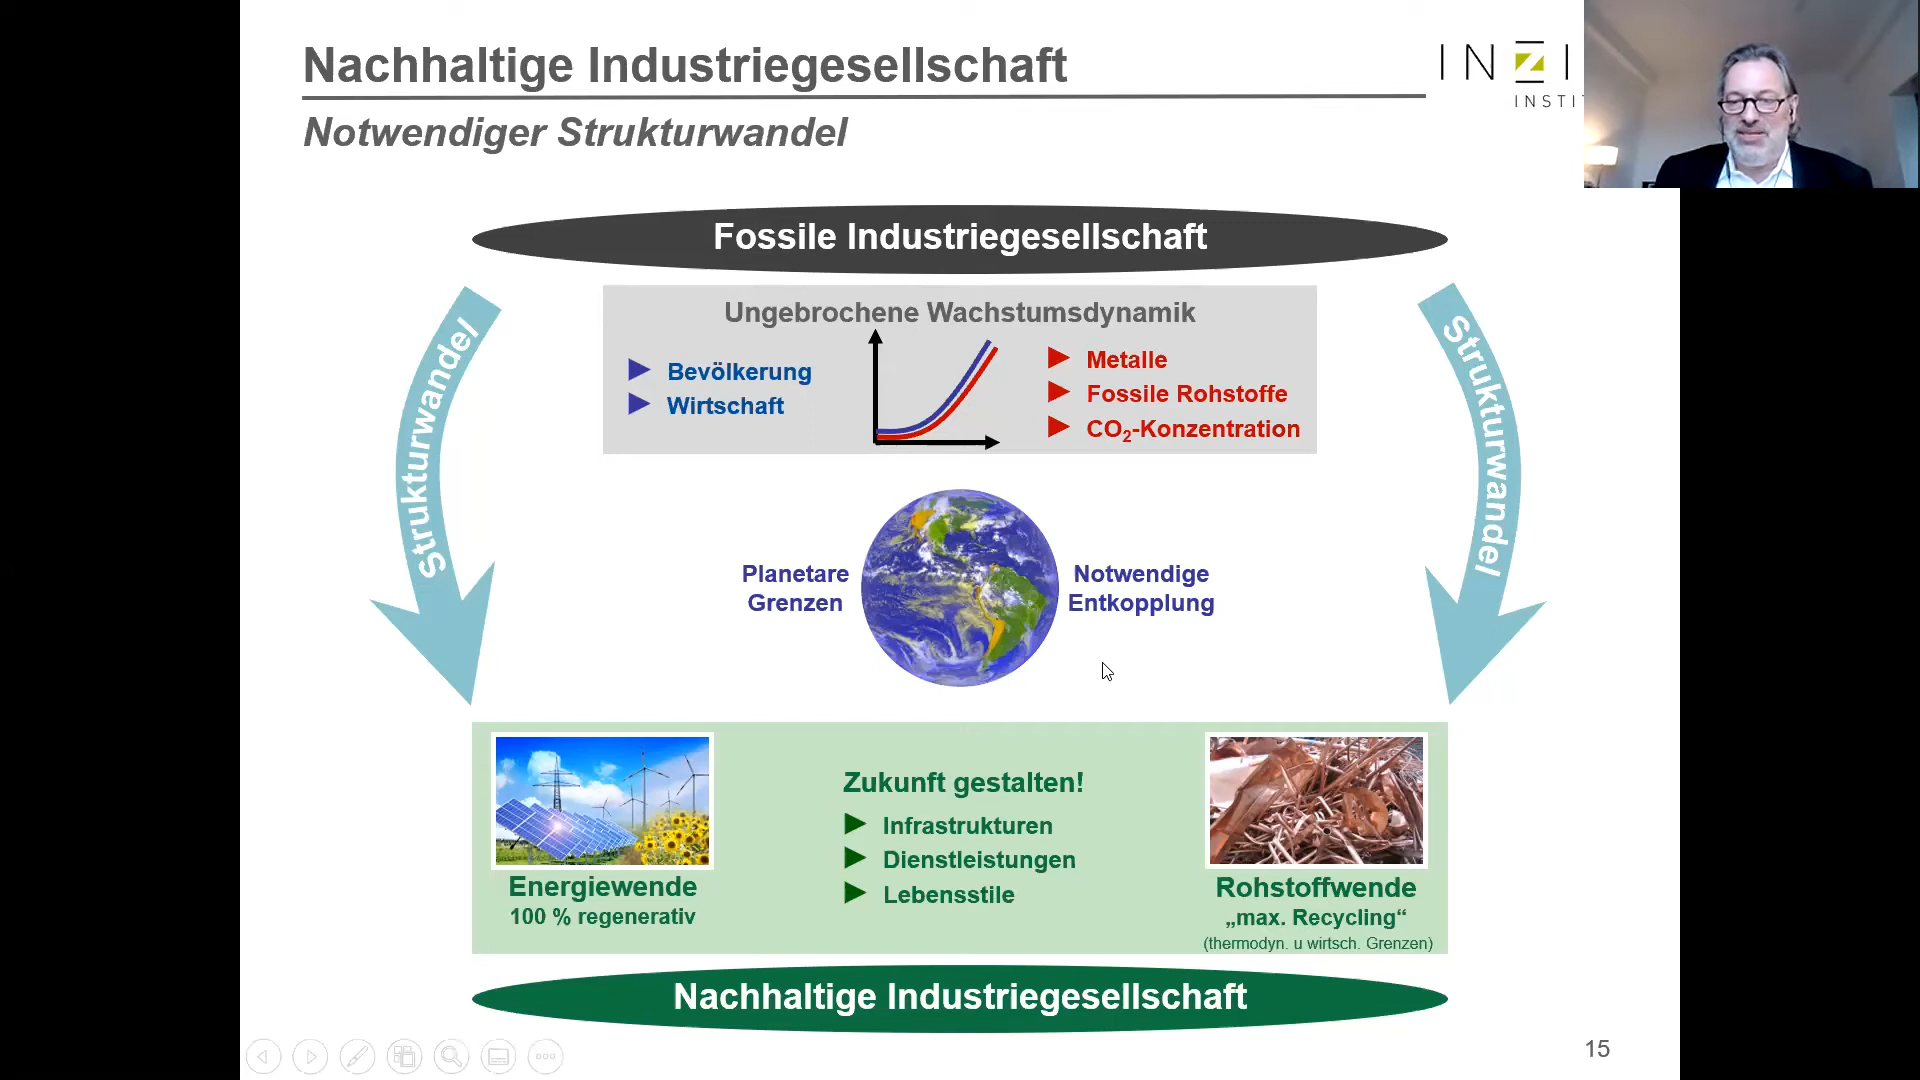 Nachhaltige Industriegesellschaft
Notwendiger Strukturwandel
INZI
INSTI
Fossile Industriegesellschaft
Ungebrochene Wachstumsdynamik
Bevölkerung
Wirtschaft
Metalle
Fossile Rohstoffe
CO₂-Konzentration
Strukturwandel
Strukturwandel
Planetare
Grenzen
Notwendige
Entkopplung
Energiewende
100 % regenerativ
Zukunft gestalten!
Infrastrukturen
Dienstleistungen
Lebensstile
Rohstoffwende
„max. Recycling“
(thermodyn. u wirtsch. Grenzen)
Nachhaltige Industriegesellschaft
15